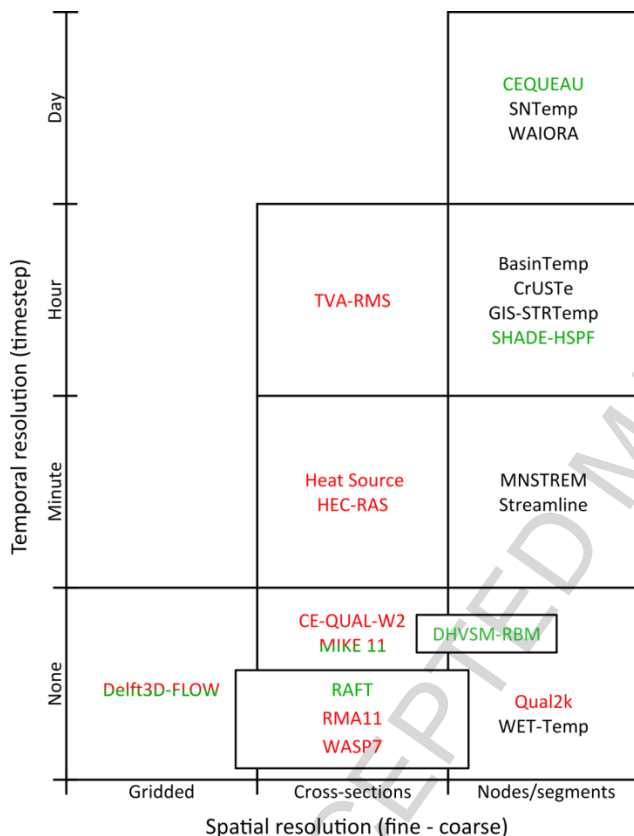 Temporal resolution (timestep)
Day
Hour
Minute
None
CEQUEAU
SNTemp
WAIORA
TVA-RMS
BasinTemp
CrUSTe
GIS-STRTemp
SHADE-HSPF
Heat Source
HEC-RAS
MNSTREM
Streamline
CE-QUAL-W2
MIKE 11
DHVSM-RBM
Delft3D-FLOW
RAFT
RMA11
WASP7
Qual2k
WET-Temp
Gridded
Cross-sections
Nodes/segments
Spatial resolution (fine - coarse)
CEPTED M